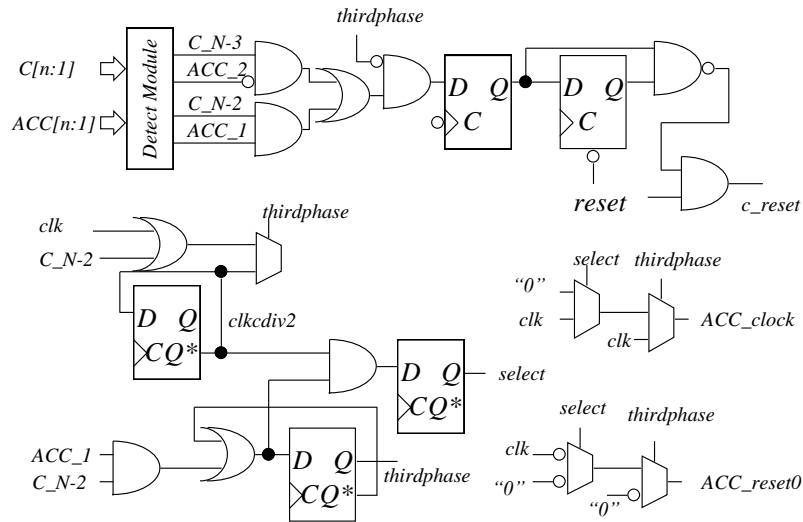 thirdphase
C[n:1]
ACC[n:1]
Detect Module
C_N-3
ACC_2
C_N-2
ACC_1
D Q
C
D Q
C
reset
c_reset
clk
C_N-2
thirdphase
D Q
CQ*
clkcdiv2
D Q
CQ*
select
ACC_1
C_N-2
D Q
CQ*
thirdphase
select
thirdphase
“0”
clk
clk
ACC_clock
select
thirdphase
clk
“0”
“0”
ACC_reset0